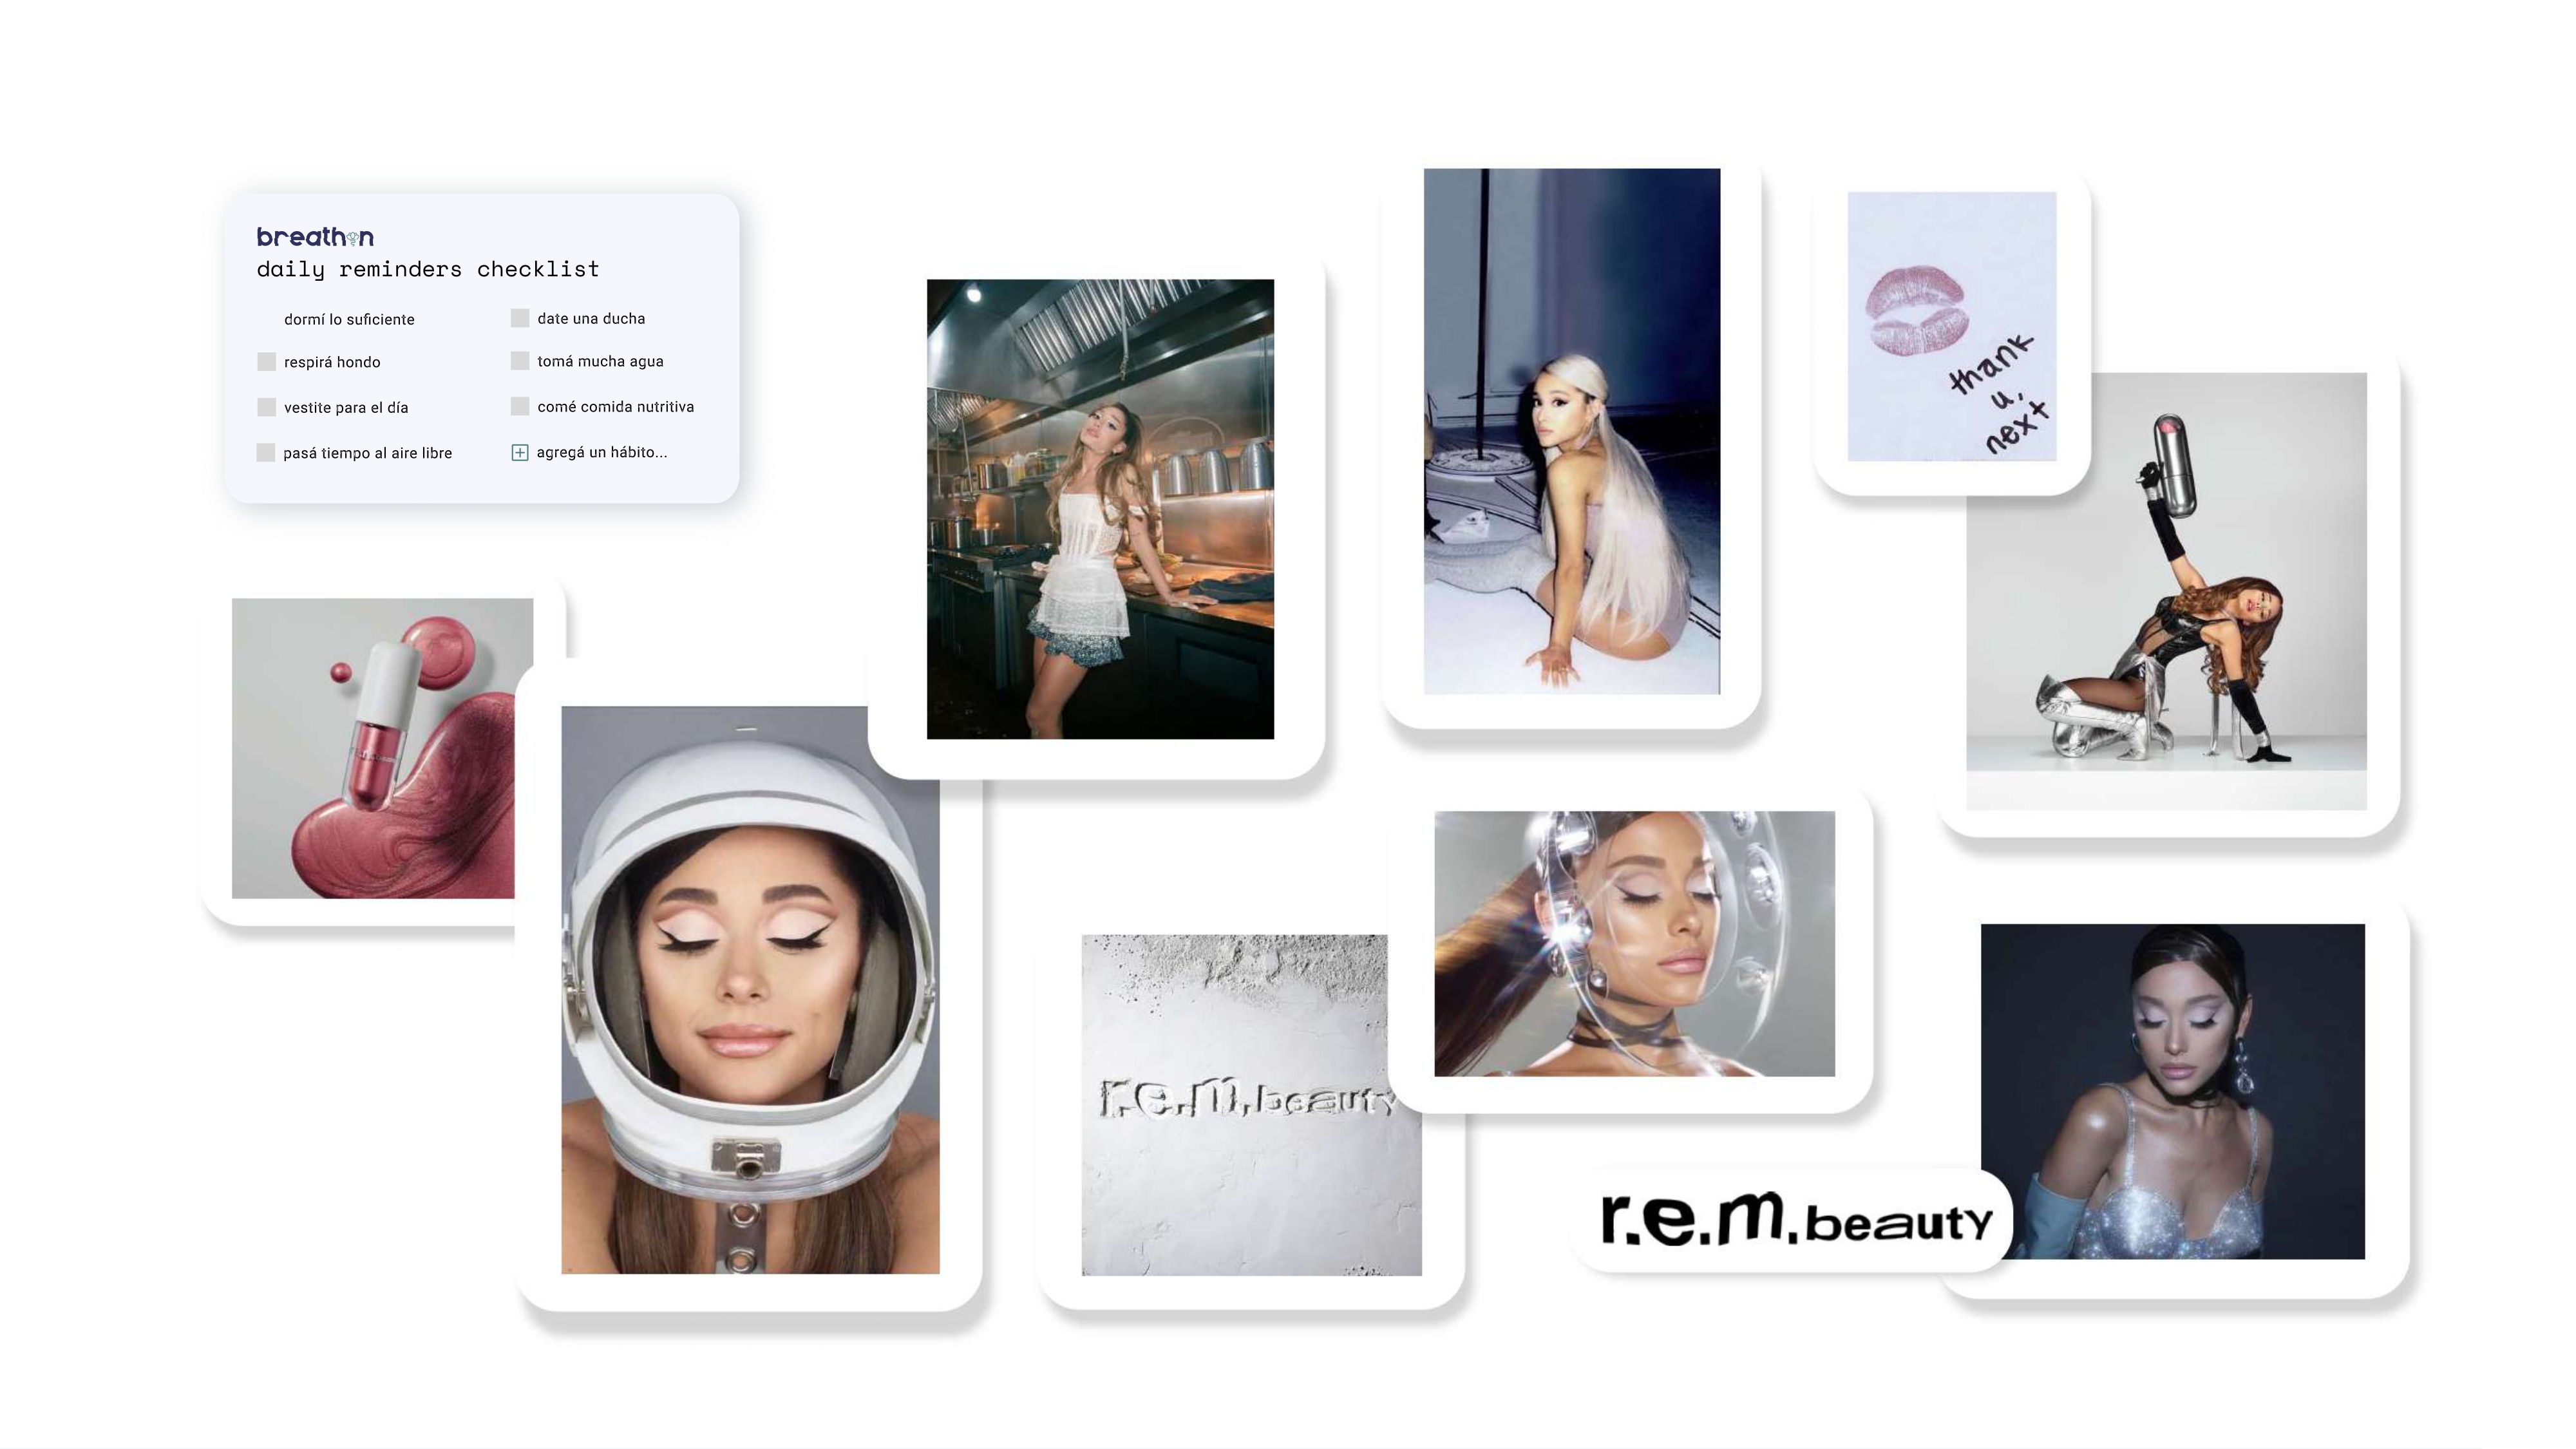 breathon
daily reminders checklist
dormí lo suficiente
date una ducha
respirá hondo
tomá mucha agua
vestite para el día
comé comida nutritiva
pasá tiempo al aire libre
agregá un hábito...
thank
u,
next
r.e.m.beauty
r.e.m.beauty